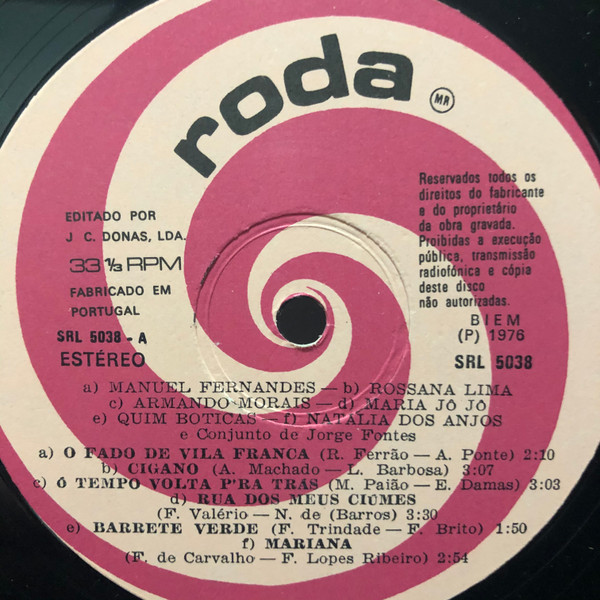 roda
MR
EDITADO POR
J. C. DONAS, LDA.
33 1/3 RPM
FABRICADO EM
PORTUGAL
SRL 5038 - A
ESTÉREO
Reservados todos os
direitos do fabricante
e do proprietário
da obra gravada.
Proibidas a execução
pública, transmissão
radiofónica e cópia
deste disco
não autorizadas.
BIEM
(P) 1976
SRL 5038
a) MANUEL FERNANDES — b) ROSSANA LIMA
c) ARMANDO MORAIS — d) MARIA JÓ JÓ
e) QUIM BOTICAS — f) NATÁLIA DOS ANJOS
e Conjunto de Jorge Fontes
a) O FADO DE VILA FRANCA (R. Ferrão — A. Ponte) 2:10
b) CIGANO (A. Machado — L. Barbosa) 3:07
c) Ó TEMPO VOLTA P'RA TRÁS (M. Paião — E. Damas) 3:03
d) RUA DOS MEUS CIÚMES
(F. Valério — N. de (Barros) 3:30
e) BARRETE VERDE (F. Trindade — F. Brito) 1:50
f) MARIANA
(F. de Carvalho — F. Lopes Ribeiro) 2:54